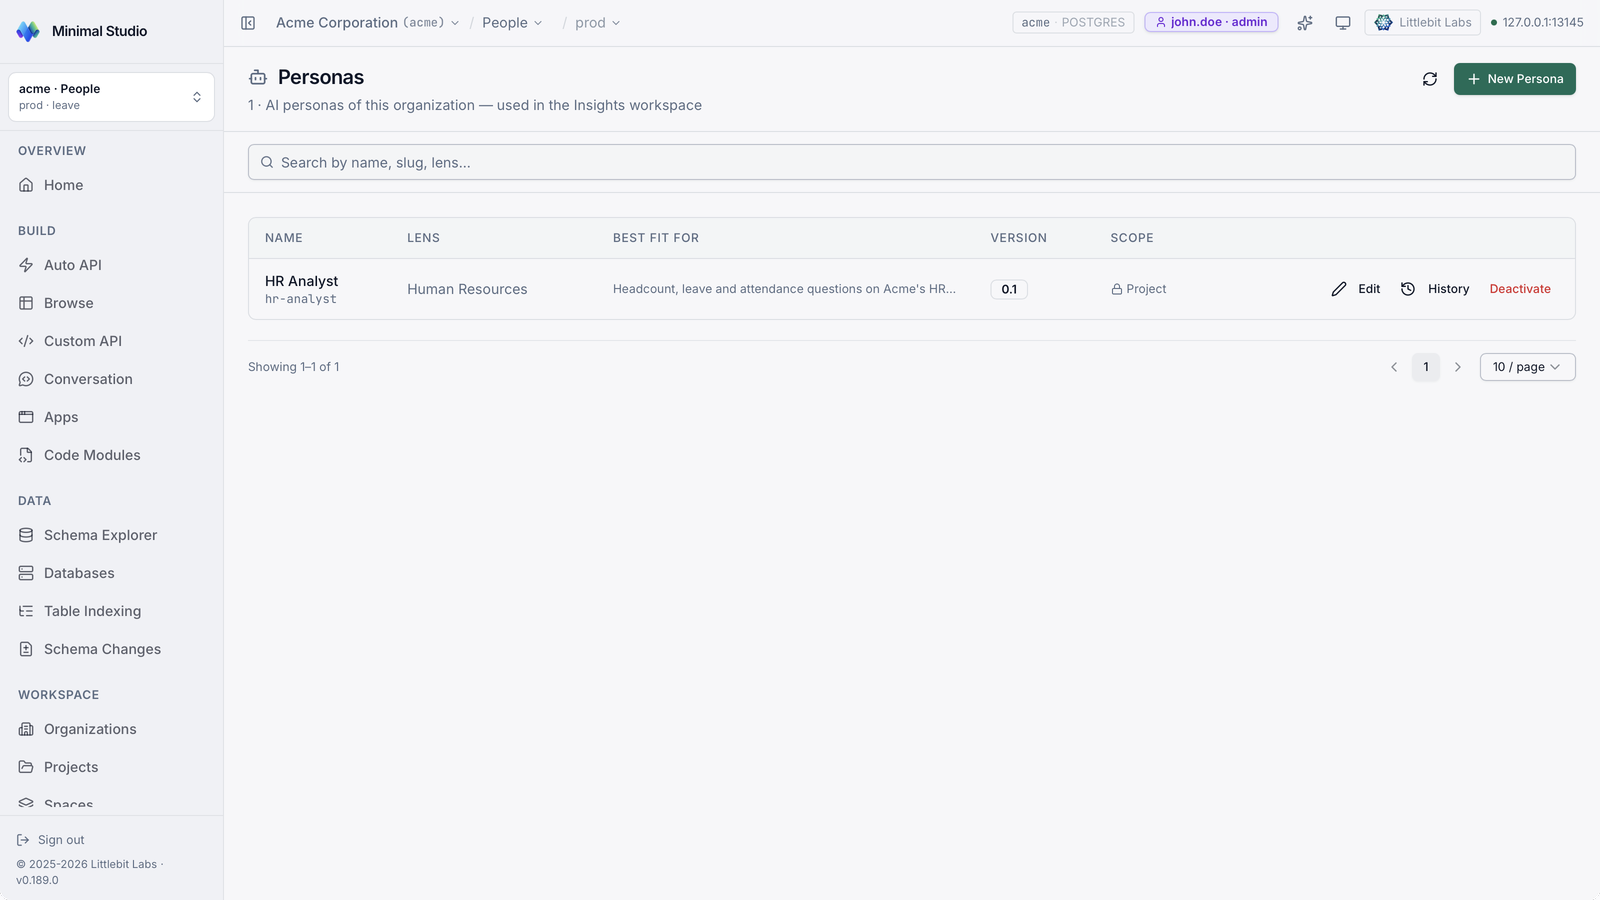 Minimal Studio
acme · People
prod · leave
OVERVIEW
Home
BUILD
Auto API
Browse
Custom API
Conversation
Apps
Code Modules
DATA
Schema Explorer
Databases
Table Indexing
Schema Changes
WORKSPACE
Organizations
Projects
Spaces
Sign out
© 2025-2026 Littlebit Labs ·
v0.189.0
Acme Corporation (acme) / People / prod
acme · POSTGRES
john.doe · admin
Littlebit Labs
127.0.0.1:13145
Personas
1 · AI personas of this organization — used in the Insights workspace
New Persona
Search by name, slug, lens...
NAME LENS BEST FIT FOR VERSION SCOPE
HR Analyst
hr-analyst
Human Resources
Headcount, leave and attendance questions on Acme's HR...
0.1
Project
Edit History Deactivate
Showing 1–1 of 1
1
10 / page